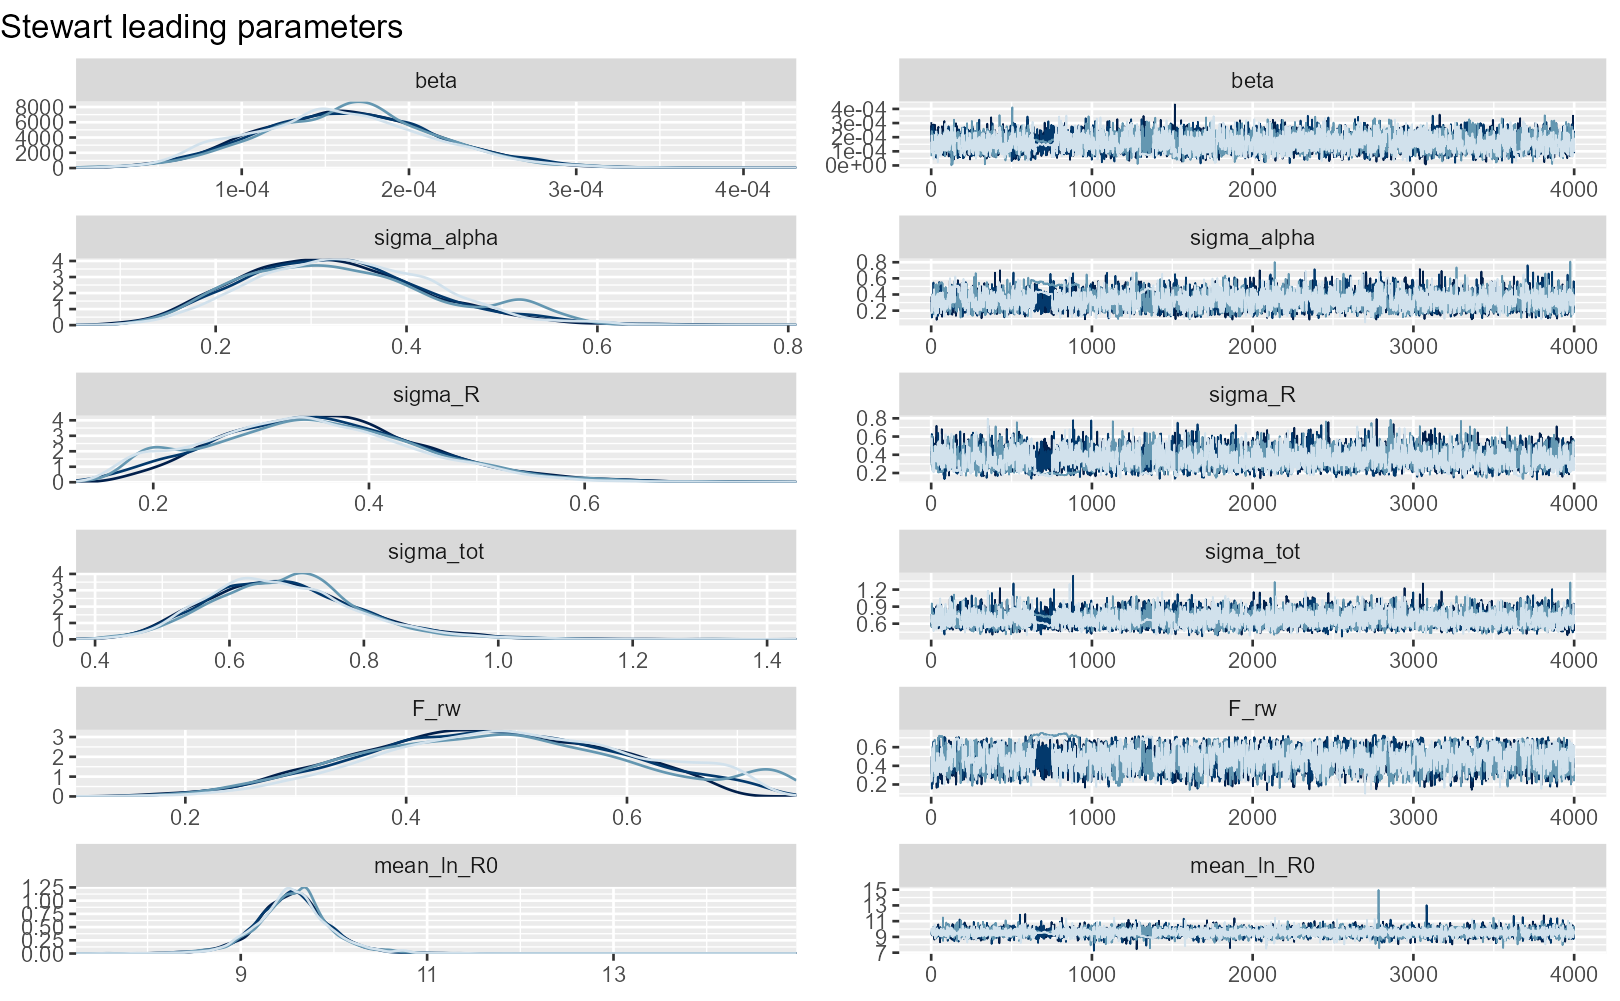 Stewart leading parameters
beta
beta
8000
6000
4000
2000
0
4e-04
3e-04
2e-04
1e-04
0e+00
1e-04 2e-04 3e-04 4e-04
0 1000 2000 3000 4000
sigma_alpha
sigma_alpha
4
3
2
1
0
0.8
0.6
0.4
0.2
0.2 0.4 0.6 0.8
0 1000 2000 3000 4000
sigma_R
sigma_R
4
3
2
1
0
0.8
0.6
0.4
0.2
0.2 0.4 0.6
0 1000 2000 3000 4000
sigma_tot
sigma_tot
4
3
2
1
0
1.2
0.9
0.6
0.4 0.6 0.8 1.0 1.2 1.4
0 1000 2000 3000 4000
F_rw
F_rw
3
2
1
0
0.6
0.4
0.2
0.2 0.4 0.6
0 1000 2000 3000 4000
mean_ln_R0
mean_ln_R0
1.25
1.00
0.75
0.50
0.25
0.00
15
13
11
9
7
9 11 13
0 1000 2000 3000 4000